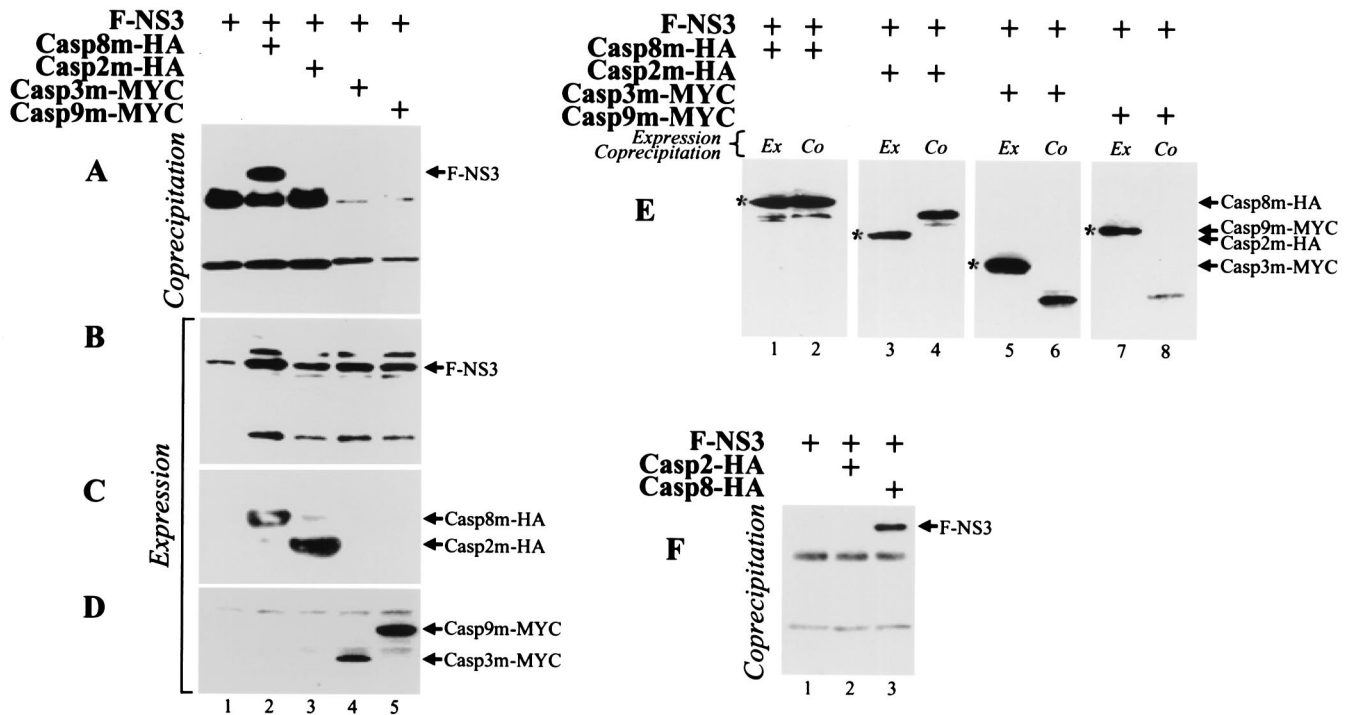 F-NS3 + + + + +
Casp8m-HA +
Casp2m-HA +
Casp3m-MYC +
Casp9m-MYC +
A
Coprecipitation
F-NS3
B
F-NS3
Expression
C
Casp8m-HA
Casp2m-HA
D
Casp9m-MYC
Casp3m-MYC
1 2 3 4 5
F-NS3 + + + + + + + +
Casp8m-HA + +
Casp2m-HA + +
Casp3m-MYC + +
Casp9m-MYC + +
Expression
Coprecipitation
{ Ex Co Ex Co Ex Co Ex Co
E
* * * *
Casp8m-HA
Casp9m-MYC
Casp2m-HA
Casp3m-MYC
1 2 3 4 5 6 7 8
F-NS3 + + +
Casp2-HA +
Casp8-HA +
F
Coprecipitation
F-NS3
1 2 3